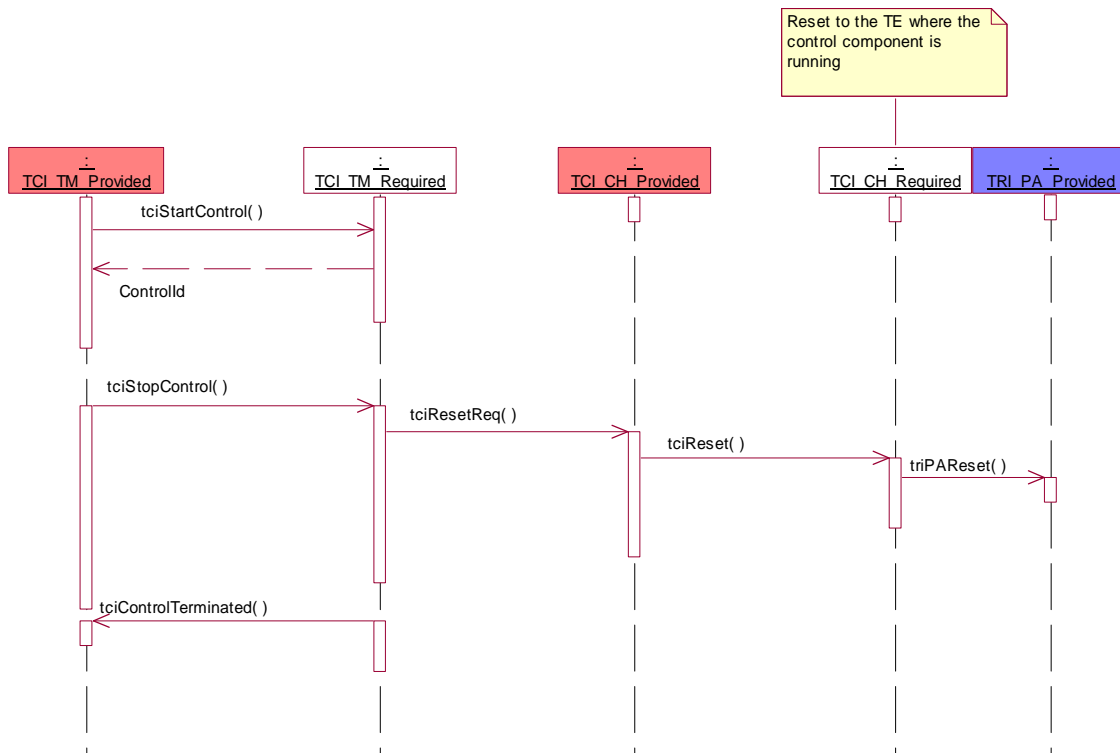 Reset to the TE where the
control component is
running
:
TCI_TM_Provided
:
TCI_TM_Required
:
TCI_CH_Provided
:
TCI_CH_Required
:
TRI_PA_Provided
tciStartControl( )
ControlId
tciStopControl( )
tciResetReq( )
tciReset( )
triPAReset( )
tciControlTerminated( )